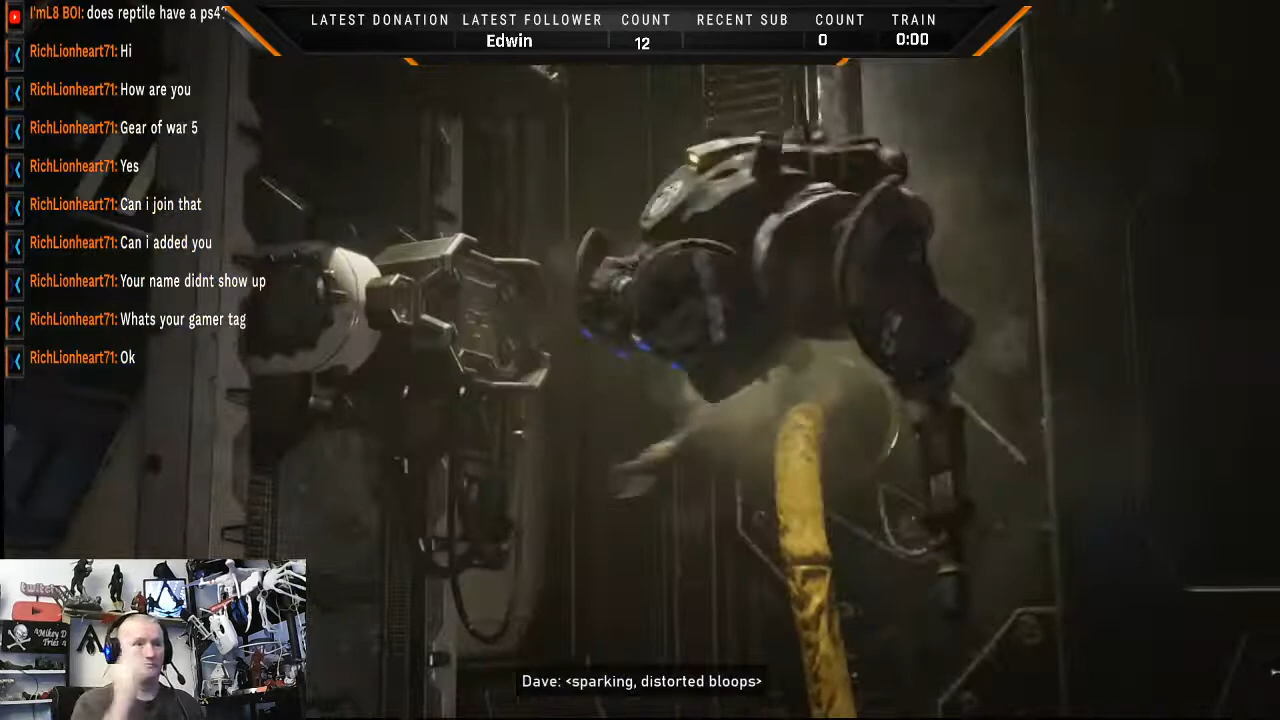 LATEST DONATION LATEST FOLLOWER COUNT RECENT SUB COUNT TRAIN
Edwin 12 0 0:00
I'mL8 BOI: does reptile have a ps4?
RichLionheart71: Hi
RichLionheart71: How are you
RichLionheart71: Gear of war 5
RichLionheart71: Yes
RichLionheart71: Can i join that
RichLionheart71: Can i added you
RichLionheart71: Your name didnt show up
RichLionheart71: Whats your gamer tag
RichLionheart71: Ok
twitch
"Mikey D
Tries
Dave: <sparking, distorted bloops>